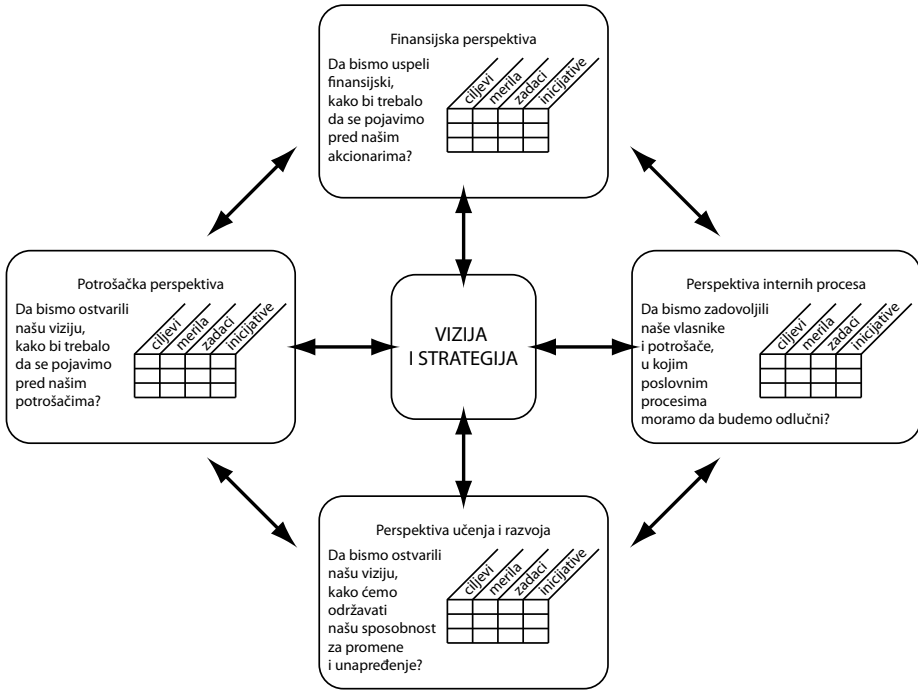 Finansijska perspektiva
Da bismo uspeli
finansijski,
kako bi trebalo
da se pojavimo
pred našim
akcionarima?
ciljevi
merila
zadaci
inicijative
Potrošačka perspektiva
Da bismo ostvarili
našu viziju,
kako bi trebalo
da se pojavimo
pred našim
potrošačima?
ciljevi
merila
zadaci
inicijative
VIZIJA
I STRATEGIJA
Perspektiva internih procesa
Da bismo zadovoljili
naše vlasnike
i potrošače,
u kojim
poslovnim
procesima
moramo da budemo odlučni?
ciljevi
merila
zadaci
inicijative
Perspektiva učenja i razvoja
Da bismo ostvarili
našu viziju,
kako ćemo
održavati
našu sposobnost
za promene
i unapređenje?
ciljevi
merila
zadaci
inicijative